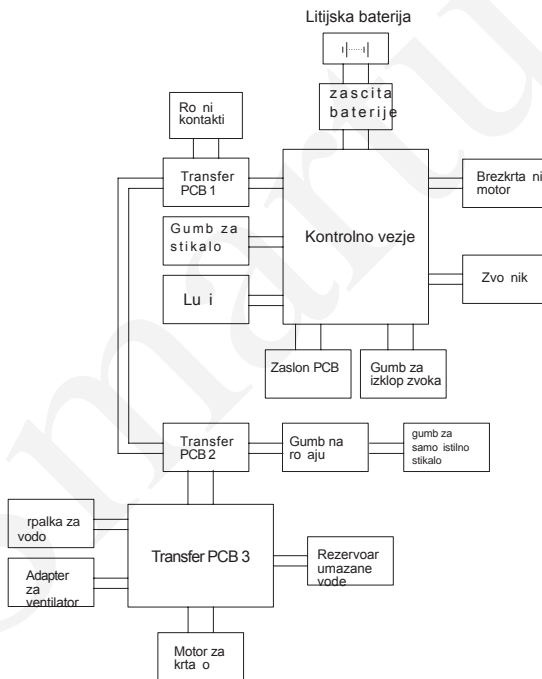 Litijska baterija
zascita
baterije
Ro ni
kontakti
Transfer
PCB 1
Brezkrta ni
motor
Gumb za
stikalo
Kontrolno vezje
Lu i
Zvo nik
Zaslon PCB
Gumb za
izklop zvoka
Transfer
PCB 2
Gumb na
ro aju
gumb za
samo istilno
stikalo
rpalka za
vodo
Transfer PCB 3
Rezervoar
umazane
vode
Adapter
za
ventilator
Motor za
krta o